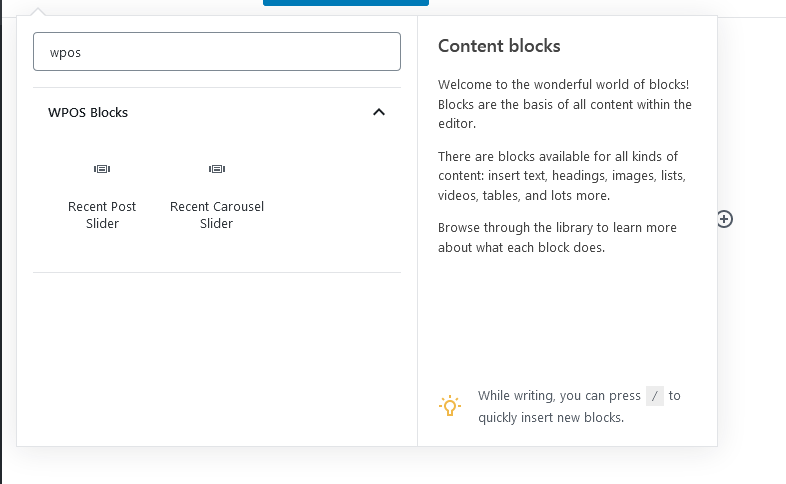 wpos
WPOS Blocks
Recent Post
Slider
Recent Carousel
Slider
Content blocks
Welcome to the wonderful world of blocks!
Blocks are the basis of all content within the
editor.
There are blocks available for all kinds of
content: insert text, headings, images, lists,
videos, tables, and lots more.
Browse through the library to learn more
about what each block does.
While writing, you can press / to
quickly insert new blocks.